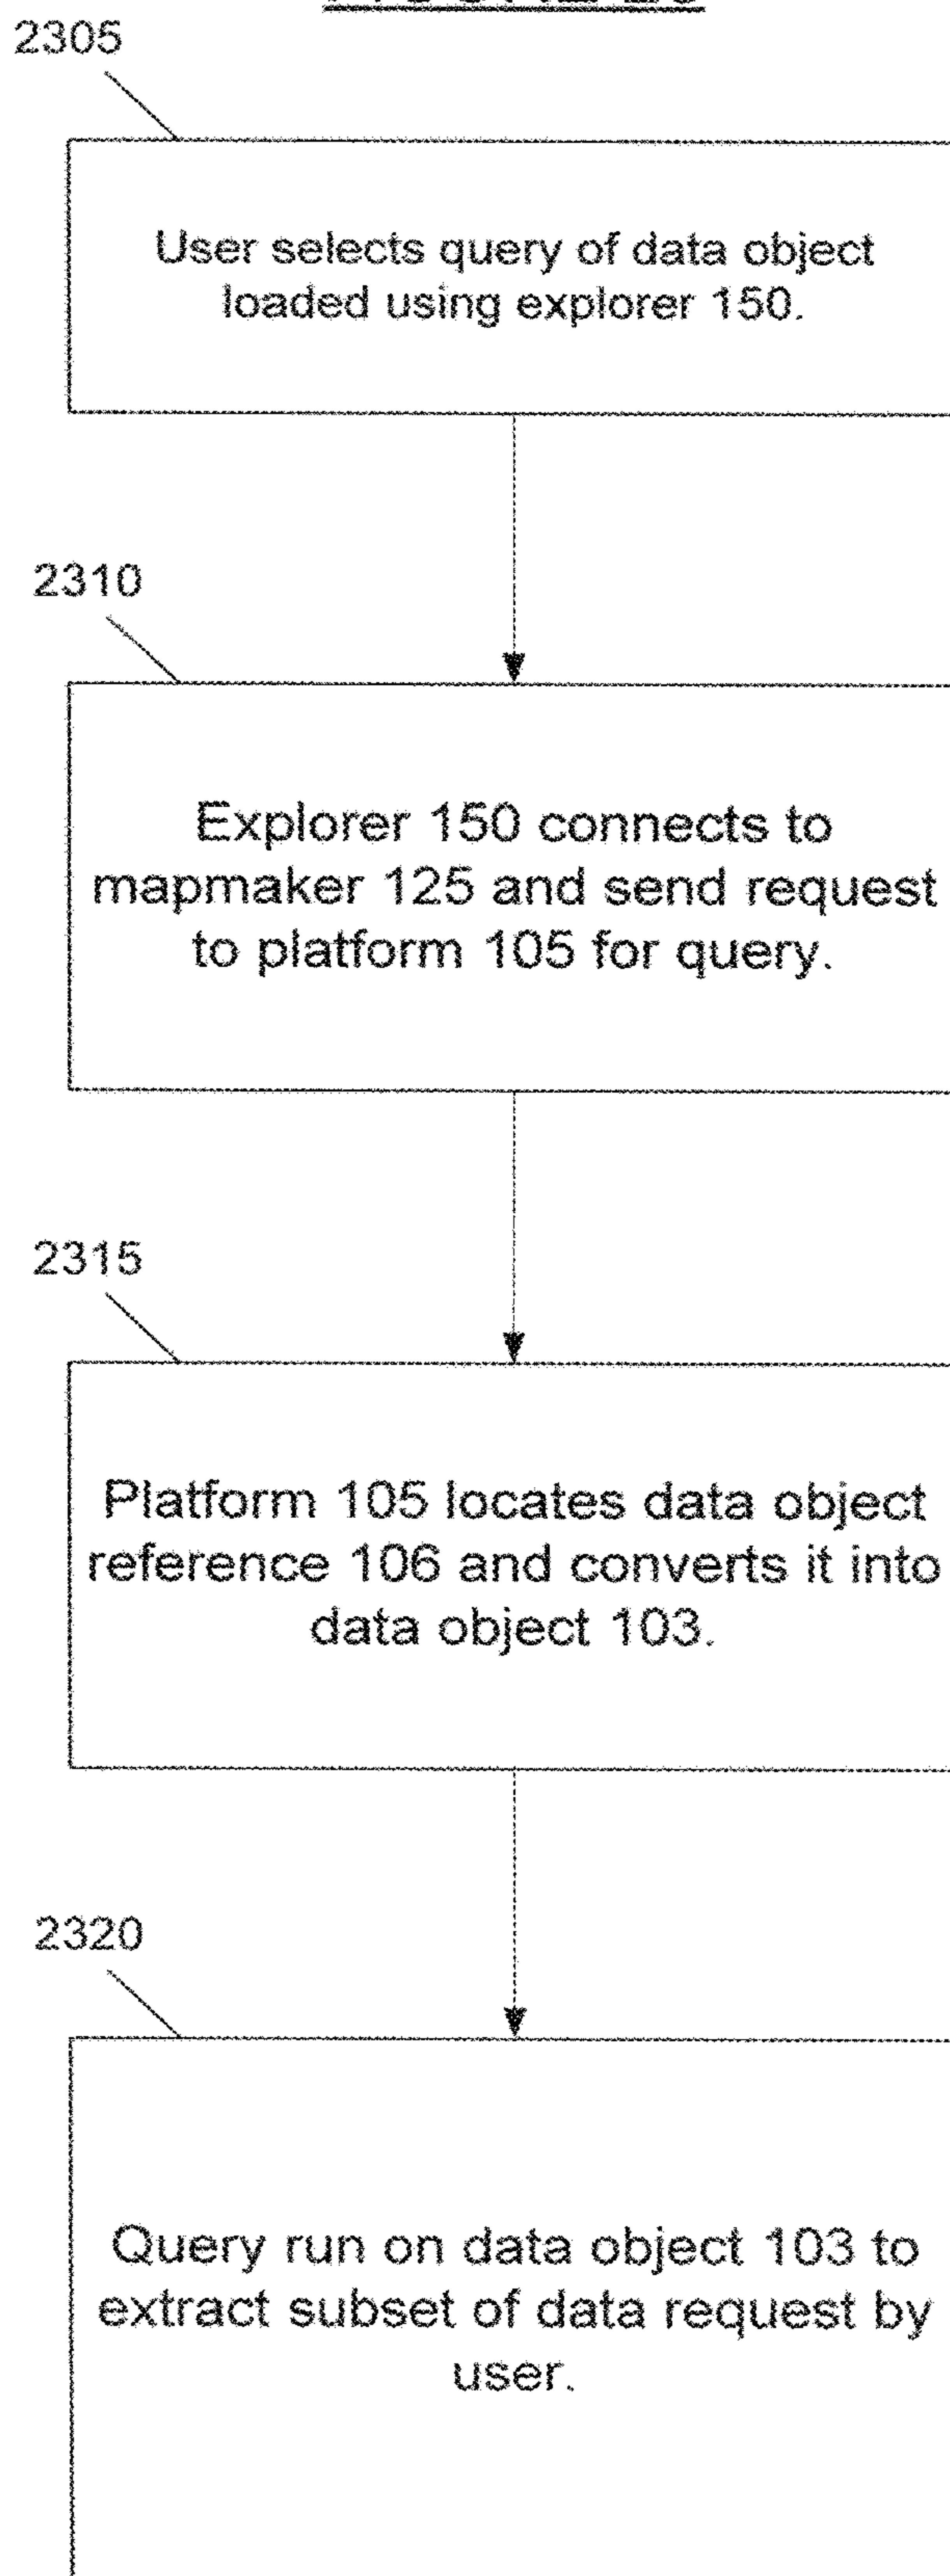 2305
User selects query of data object
loaded using explorer 150.
2310
Explorer 150 connects to
mapmaker 125 and send request
to platform 105 for query.
2315
Platform 105 locates data object
reference 106 and converts it into
data object 103.
2320
Query run on data object 103 to
extract subset of data request by
user.